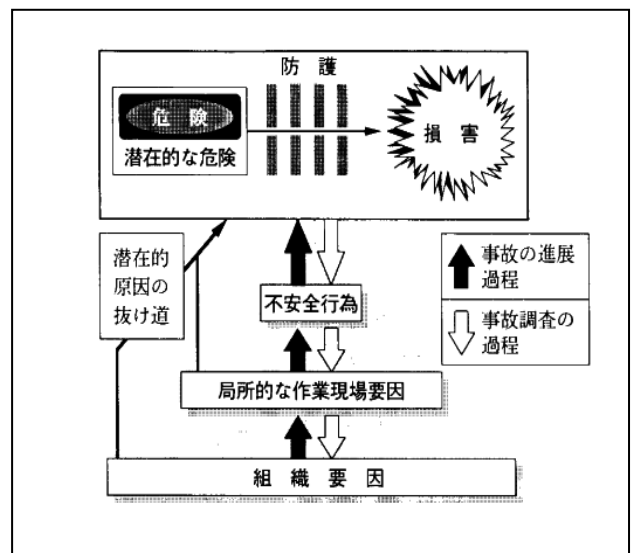 防護
危険
潜在的な危険
損害
潜在的
原因の
抜け道
不安全行為
事故の進展
過程
事故調査の
過程
局所的な作業現場要因
組織要因